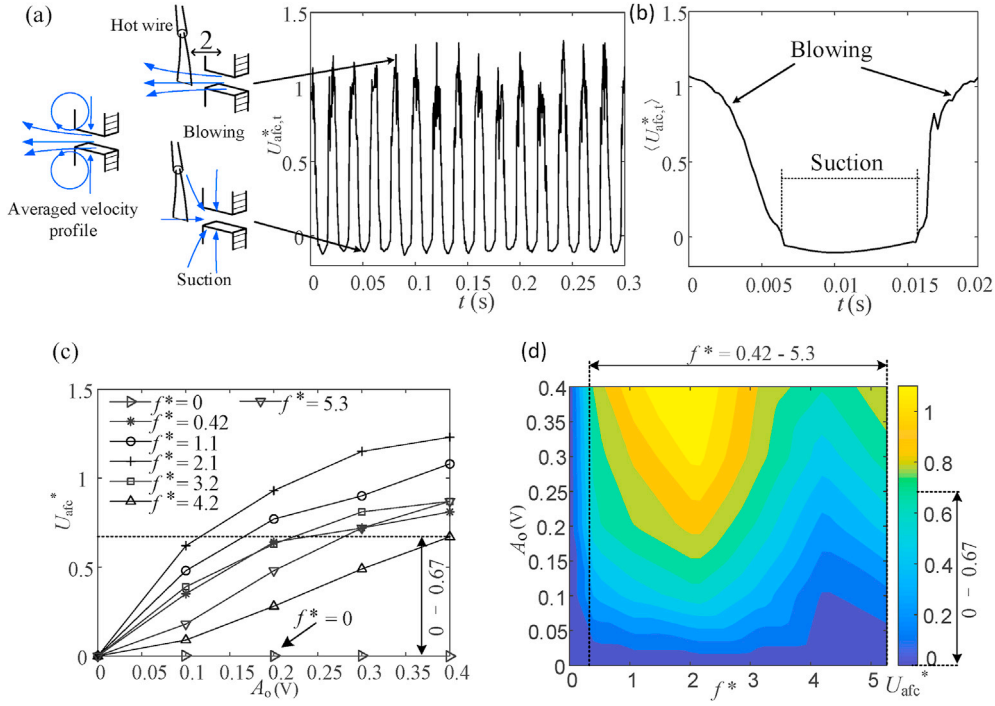 (a)
Hot wire
2
Blowing
Averaged velocity
profile
Suction
1.5
1
0.5
0
U*afc,t
0 0.05 0.1 0.15 0.2 0.25 0.3
t (s)
(b)
1.5
1
0.5
0
⟨U*afc,t⟩
Blowing
Suction
0 0.005 0.01 0.015 0.02
t (s)
(c)
1.5
1
0.5
0
Uafc*
f* = 0
f* = 0.42
f* = 1.1
f* = 2.1
f* = 3.2
f* = 4.2
f* = 5.3
f* = 0
0 – 0.67
0 0.05 0.1 0.15 0.2 0.25 0.3 0.35 0.4
Ao (V)
(d)
f* = 0.42 - 5.3
0.4
0.35
0.3
0.25
0.2
0.15
0.1
0.05
0
Ao (V)
0 1 2 3 4 5
f*
1
0.8
0.6
0.4
0.2
0
Uafc*
0 – 0.67